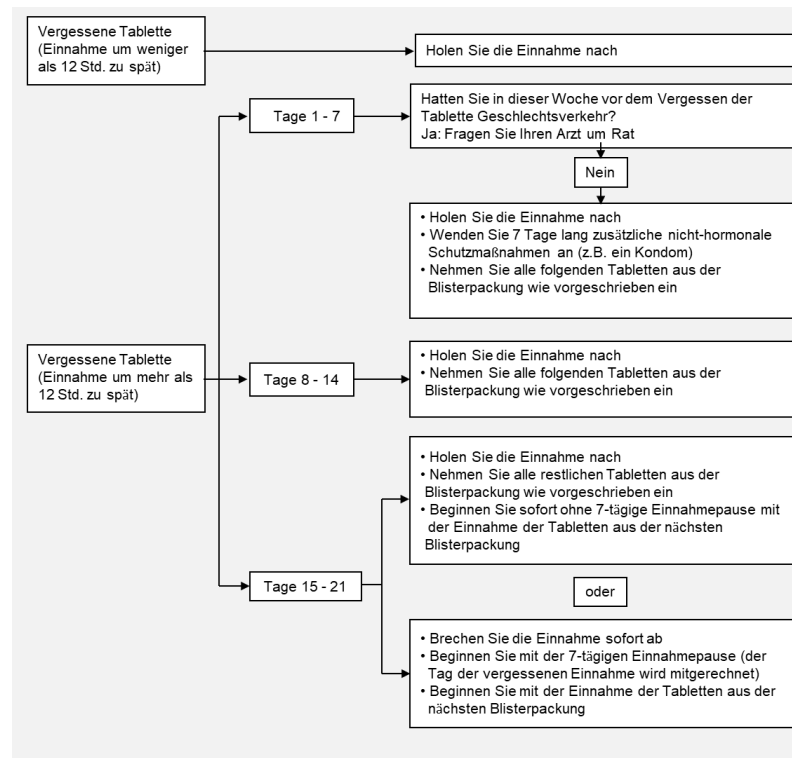 Vergessene Tablette
(Einnahme um weniger
als 12 Std. zu spät)
Holen Sie die Einnahme nach
Tage 1 - 7
Hatten Sie in dieser Woche vor dem Vergessen der
Tablette Geschlechtsverkehr?
Ja: Fragen Sie Ihren Arzt um Rat
Nein
• Holen Sie die Einnahme nach
• Wenden Sie 7 Tage lang zusätzliche nicht-hormonale
Schutzmaßnahmen an (z.B. ein Kondom)
• Nehmen Sie alle folgenden Tabletten aus der
Blisterpackung wie vorgeschrieben ein
Vergessene Tablette
(Einnahme um mehr als
12 Std. zu spät)
Tage 8 - 14
• Holen Sie die Einnahme nach
• Nehmen Sie alle folgenden Tabletten aus der
Blisterpackung wie vorgeschrieben ein
Tage 15 - 21
• Holen Sie die Einnahme nach
• Nehmen Sie alle restlichen Tabletten aus der
Blisterpackung wie vorgeschrieben ein
• Beginnen Sie sofort ohne 7-tägige Einnahmepause mit
der Einnahme der Tabletten aus der nächsten
Blisterpackung
oder
• Brechen Sie die Einnahme sofort ab
• Beginnen Sie mit der 7-tägigen Einnahmepause (der
Tag der vergessenen Einnahme wird mitgerechnet)
• Beginnen Sie mit der Einnahme der Tabletten aus der
nächsten Blisterpackung